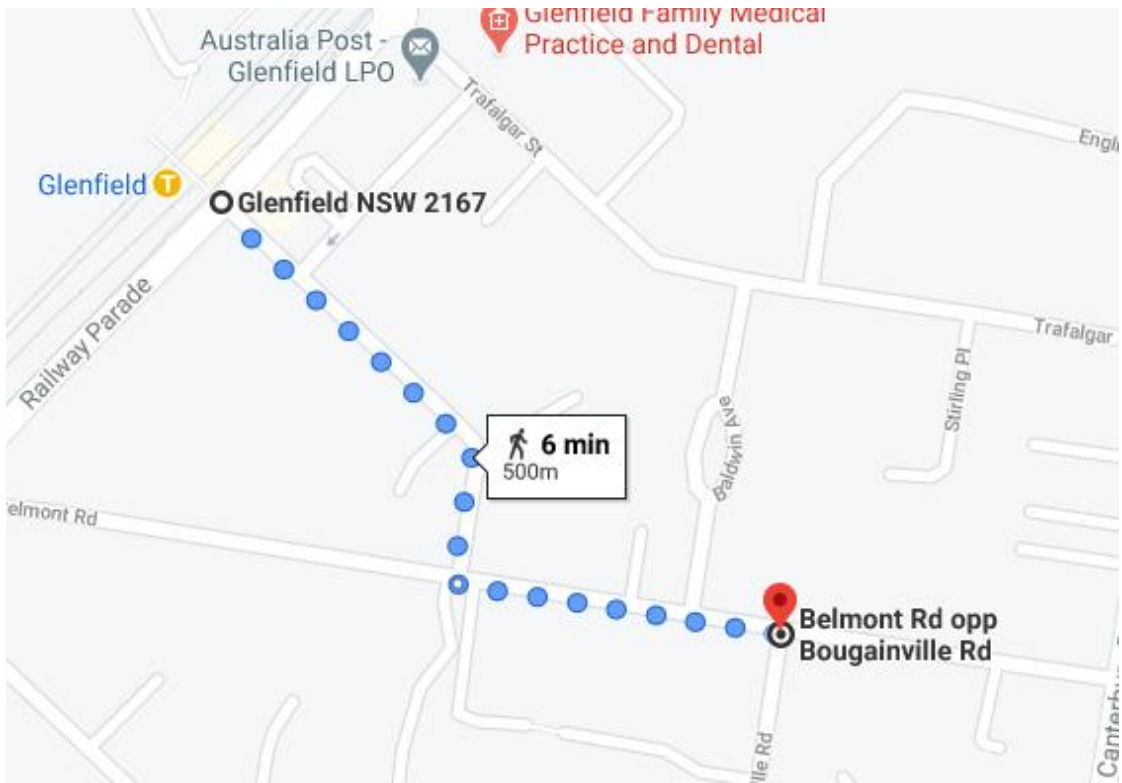 Glenfield Family Medical
Practice and Dental
Australia Post -
Glenfield LPO
Trafalgar St
Glenfield T
Glenfield NSW 2167
Railway Parade
Trafalgar
Stirling Pl
Baldwin Ave
6 min
500m
Belmont Rd opp
Bougainville Rd
Rd